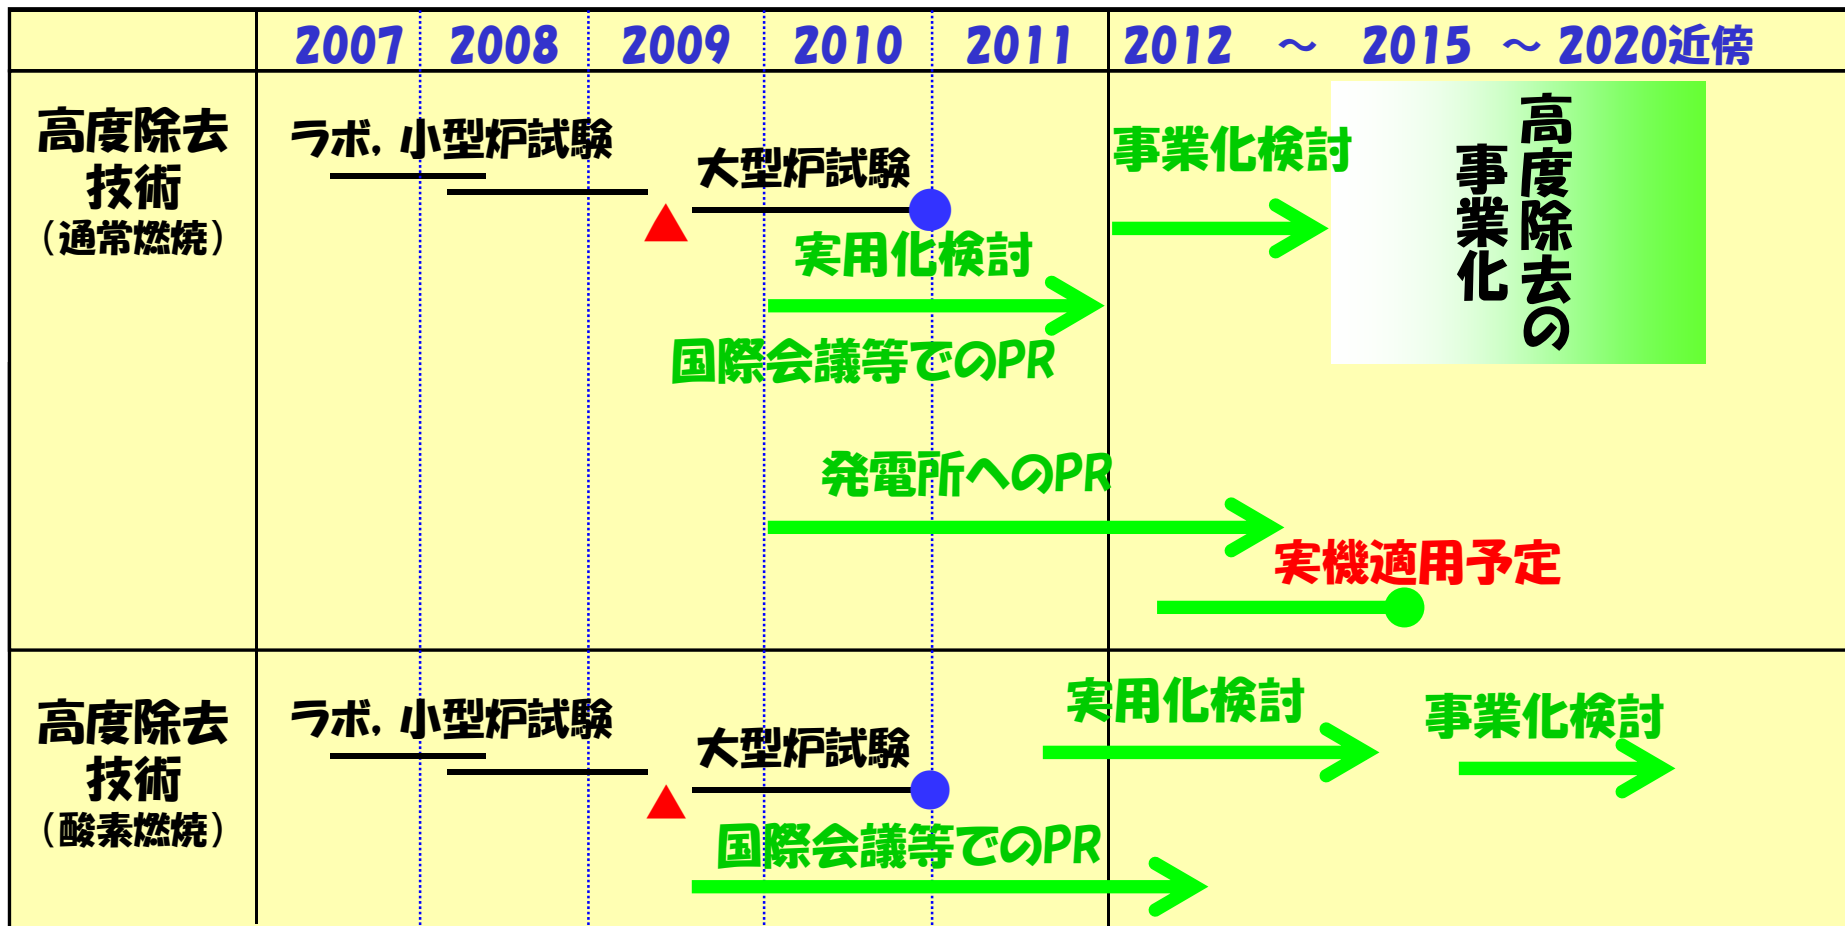 2007 2008 2009 2010 2011 2012 ～ 2015 ～ 2020近傍
高度除去
技術
（通常燃焼）
ラボ，小型炉試験
大型炉試験
実用化検討
国際会議等でのPR
発電所へのPR
事業化検討
実機適用予定
高度除去の
事業化
高度除去
技術
（酸素燃焼）
ラボ，小型炉試験
大型炉試験
国際会議等でのPR
実用化検討
事業化検討